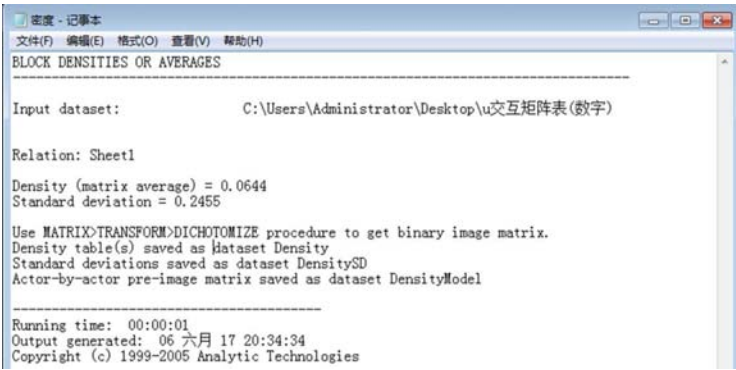 密度 - 记事本
文件(F) 编辑(E) 格式(O) 查看(V) 帮助(H)
BLOCK DENSITIES OR AVERAGES
--------------------------------------------------------------------------------
Input dataset: C:\Users\Administrator\Desktop\u交互矩阵表(数字)
Relation: Sheet1
Density (matrix average) = 0.0644
Standard deviation = 0.2455
Use MATRIX>TRANSFORM>DICHOTOMIZE procedure to get binary image matrix.
Density table(s) saved as dataset Density
Standard deviations saved as dataset DensitySD
Actor-by-actor pre-image matrix saved as dataset DensityModel
----------------------------------------
Running time: 00:00:01
Output generated: 06 六月 17 20:34:34
Copyright (c) 1999-2005 Analytic Technologies